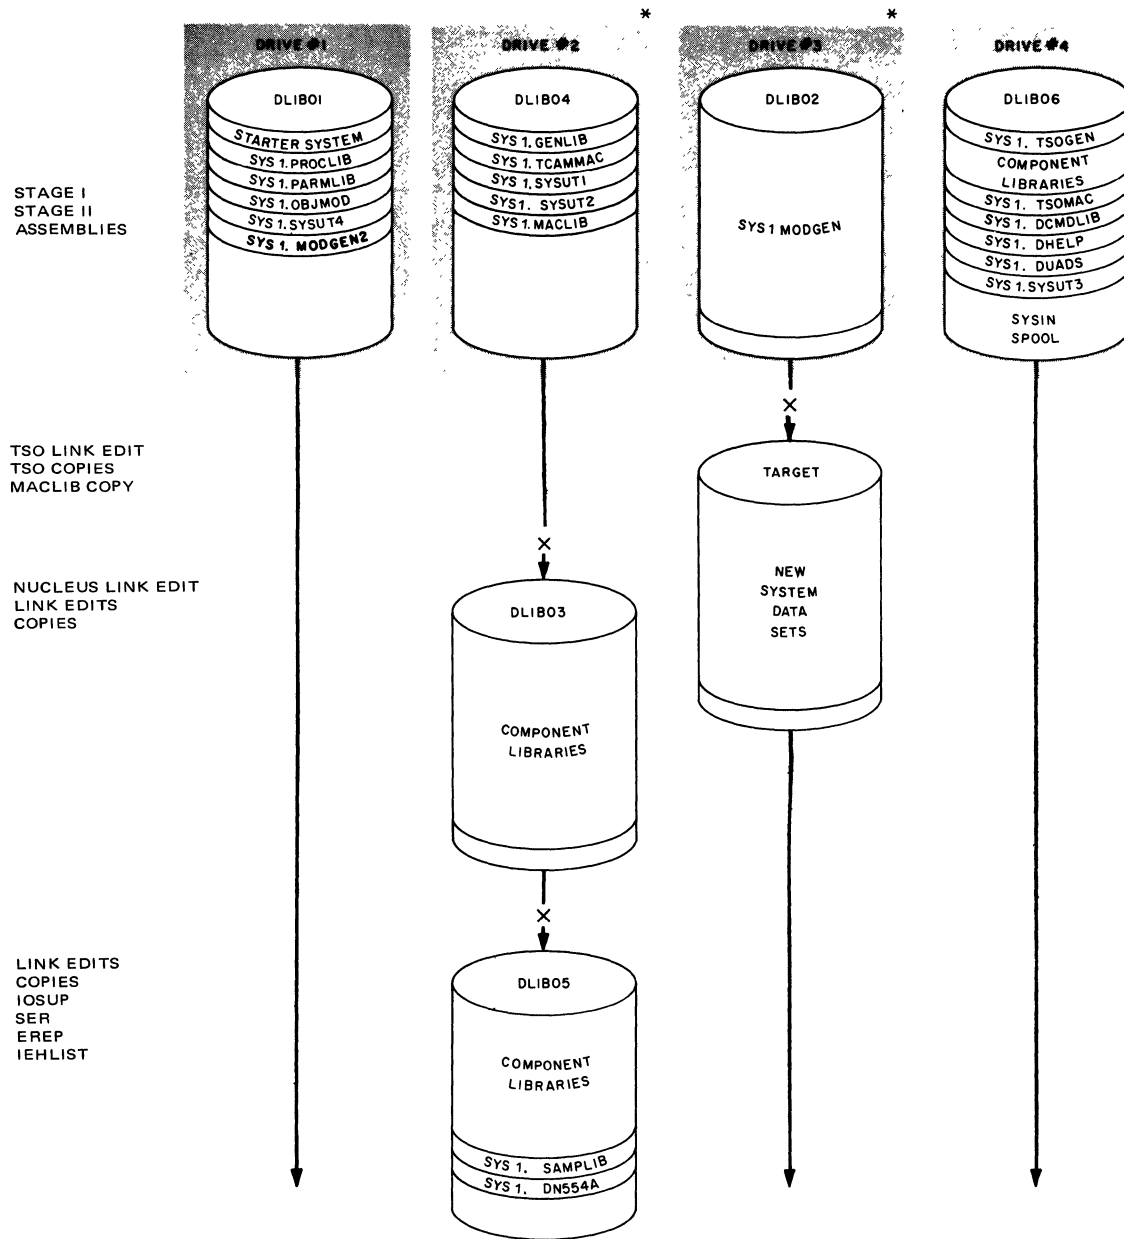 *
*
DRIVE #1
DRIVE #2
DRIVE #3
DRIVE #4
DLIB01
STARTER SYSTEM
SYS 1. PROCLIB
SYS 1. PARMLIB
SYS 1. OBJMOD
SYS 1. SYSUT4
SYS 1. MODGEN2
DLIB04
SYS 1. GENLIB
SYS 1. TCAMMAC
SYS 1. SYSUT1
SYS 1. SYSUT2
SYS 1. MACLIB
DLIB02
SYS 1 MODGEN
DLIB06
SYS 1. TSOGEN
COMPONENT
LIBRARIES
SYS 1. TSOMAC
SYS 1. DCMDLIB
SYS 1. DHELP
SYS 1. DUADS
SYS 1. SYSUT3
SYSIN
SPOOL
STAGE I
STAGE II
ASSEMBLIES
×
TSO LINK EDIT
TSO COPIES
MACLIB COPY
TARGET
NEW
SYSTEM
DATA
SETS
×
NUCLEUS LINK EDIT
LINK EDITS
COPIES
DLIB03
COMPONENT
LIBRARIES
×
LINK EDITS
COPIES
IOSUP
SER
EREP
IEHLIST
DLIB05
COMPONENT
LIBRARIES
SYS 1. SAMPLIB
SYS 1. DN554A